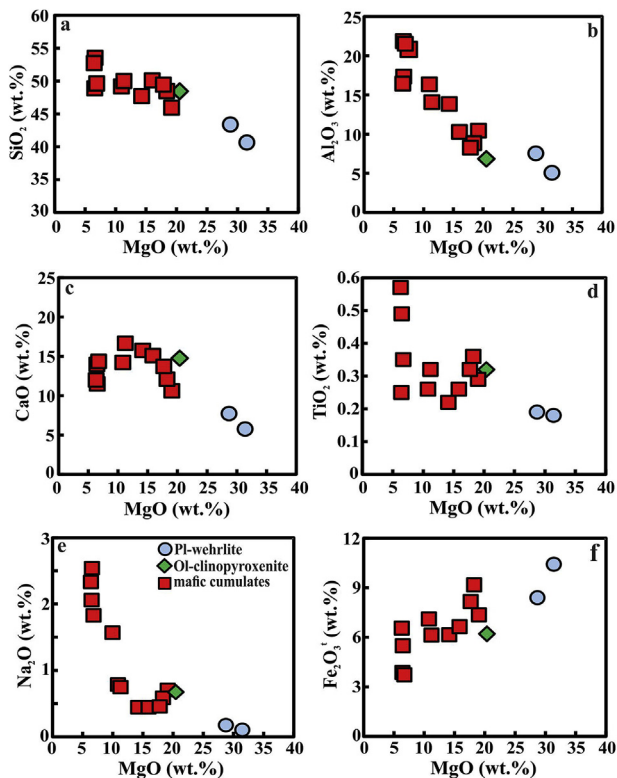 a
SiO₂ (wt.%)
60
55
50
45
40
35
30
0 5 10 15 20 25 30 35 40
MgO (wt.%)
b
Al₂O₃ (wt.%)
25
20
15
10
5
0
0 5 10 15 20 25 30 35 40
MgO (wt.%)
c
CaO (wt.%)
25
20
15
10
5
0
0 5 10 15 20 25 30 35 40
MgO (wt.%)
d
TiO₂ (wt.%)
0.6
0.5
0.4
0.3
0.2
0.1
0
0 5 10 15 20 25 30 35 40
MgO (wt.%)
e
Pl-wehrlite
Ol-clinopyroxenite
mafic cumulates
Na₂O (wt.%)
3
2
1
0
0 5 10 15 20 25 30 35 40
MgO (wt.%)
f
Fe₂O₃ᵗ (wt.%)
12
9
6
3
0
0 5 10 15 20 25 30 35 40
MgO (wt.%)